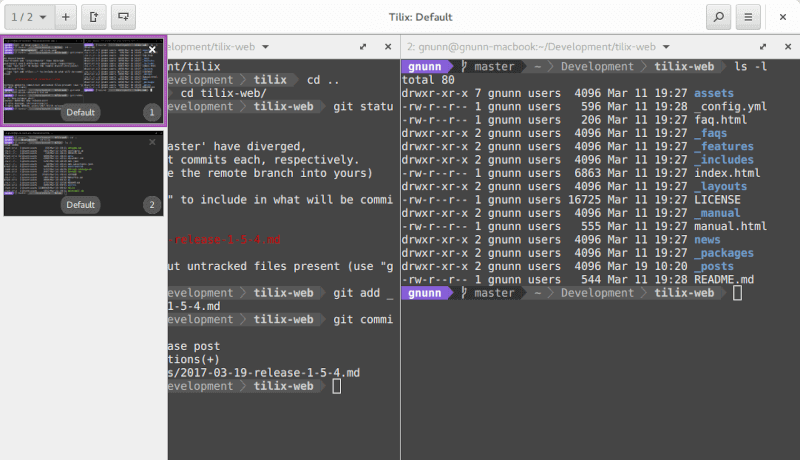 1 / 2
Tilix: Default
Default
1
Default
2
elopment/tilix-web
nt/tilix
evelopment tilix cd ..
cd tilix-web/
evelopment tilix-web git statu
aster' have diverged,
t commits each, respectively.
e the remote branch into yours)
" to include in what will be commi
release-1-5-4.md
ut untracked files present (use "g
evelopment tilix-web git add _
1-5-4.md
evelopment tilix-web git commi
ase post
tions(+)
s/2017-03-19-release-1-5-4.md
evelopment tilix-web
2: gnunn@gnunn-macbook:~/Development/tilix-web
gnunn master ~ Development tilix-web ls -l
total 80
drwxr-xr-x 7 gnunn users 4096 Mar 11 19:27 assets
-rw-r--r-- 1 gnunn users 596 Mar 11 19:28 _config.yml
-rw-r--r-- 1 gnunn users 206 Mar 11 19:27 faq.html
drwxr-xr-x 2 gnunn users 4096 Mar 11 19:27 _faqs
drwxr-xr-x 2 gnunn users 4096 Mar 11 19:27 _features
drwxr-xr-x 2 gnunn users 4096 Mar 11 19:27 _includes
-rw-r--r-- 1 gnunn users 6863 Mar 11 19:27 index.html
drwxr-xr-x 2 gnunn users 4096 Mar 11 19:27 _layouts
-rw-r--r-- 1 gnunn users 16725 Mar 11 19:27 LICENSE
drwxr-xr-x 2 gnunn users 4096 Mar 11 19:27 _manual
-rw-r--r-- 1 gnunn users 555 Mar 11 19:27 manual.html
drwxr-xr-x 2 gnunn users 4096 Mar 11 19:27 news
drwxr-xr-x 2 gnunn users 4096 Mar 11 19:27 _packages
drwxr-xr-x 2 gnunn users 4096 Mar 19 10:20 _posts
-rw-r--r-- 1 gnunn users 544 Mar 11 19:28 README.md
gnunn master ~ Development tilix-web